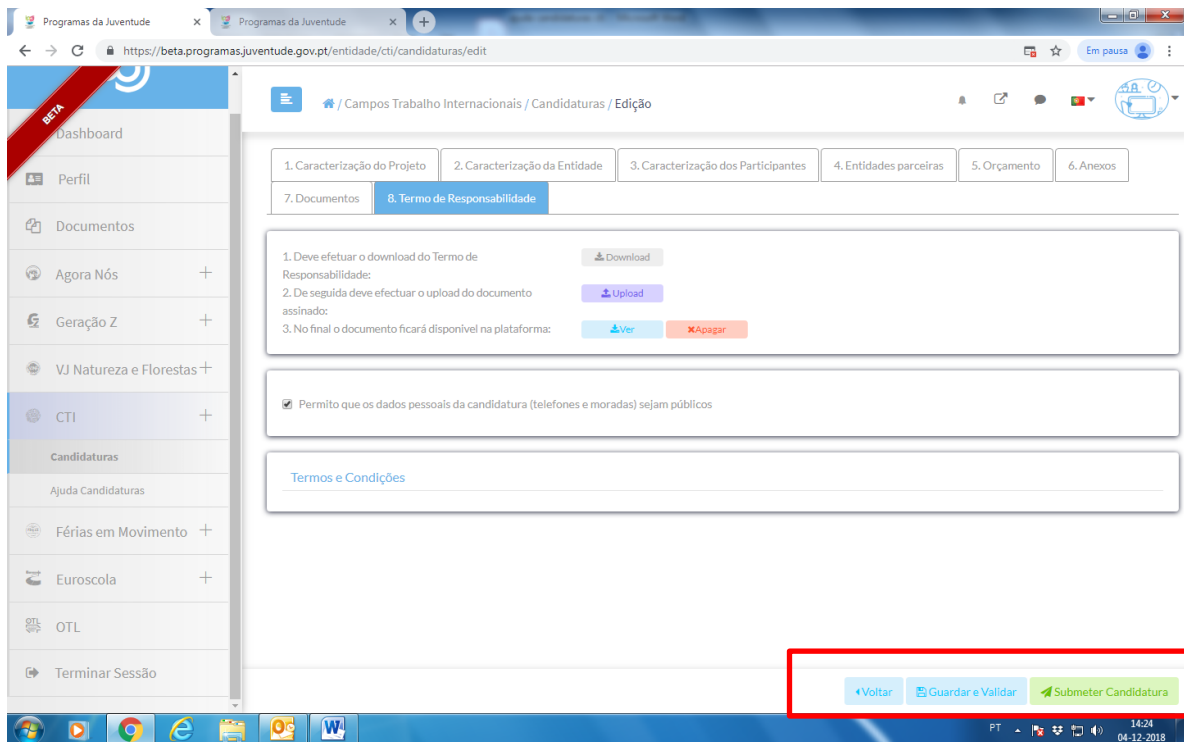 Programas da Juventude
Programas da Juventude
https://beta.programas.juventude.gov.pt/entidade/cti/candidaturas/edit
Em pausa
BETA
/ Campos Trabalho Internacionais / Candidaturas / Edição
Dashboard
Perfil
Documentos
Agora Nós
Geração Z
VJ Natureza e Florestas
CTI
Candidaturas
Ajuda Candidaturas
Férias em Movimento
Euroscola
OTL
Terminar Sessão
1. Caracterização do Projeto
2. Caracterização da Entidade
3. Caracterização dos Participantes
4. Entidades parceiras
5. Orçamento
6. Anexos
7. Documentos
8. Termo de Responsabilidade
1. Deve efetuar o download do Termo de
Responsabilidade:
Download
2. De seguida deve efectuar o upload do documento
assinado:
Upload
3. No final o documento ficará disponivel na plataforma:
Ver
Apagar
Permito que os dados pessoais da candidatura (telefones e moradas) sejam públicos
Termos e Condições
Voltar
Guardar e Validar
Submeter Candidatura
PT
14:24
04-12-2018